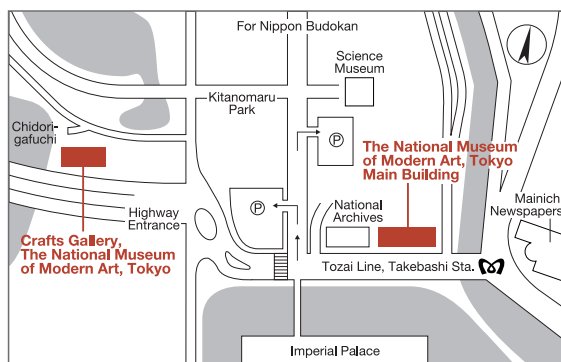 For Nippon Budokan
Science
Museum
Kitanomaru
Park
Chidori-
gafuchi
P
The National Museum
of Modern Art, Tokyo
Main Building
Mainich
Newspapers
P
National
Archives
Highway
Entrance
Crafts Gallery,
The National Museum
of Modern Art, Tokyo
Tozai Line, Takebashi Sta.
Imperial Palace